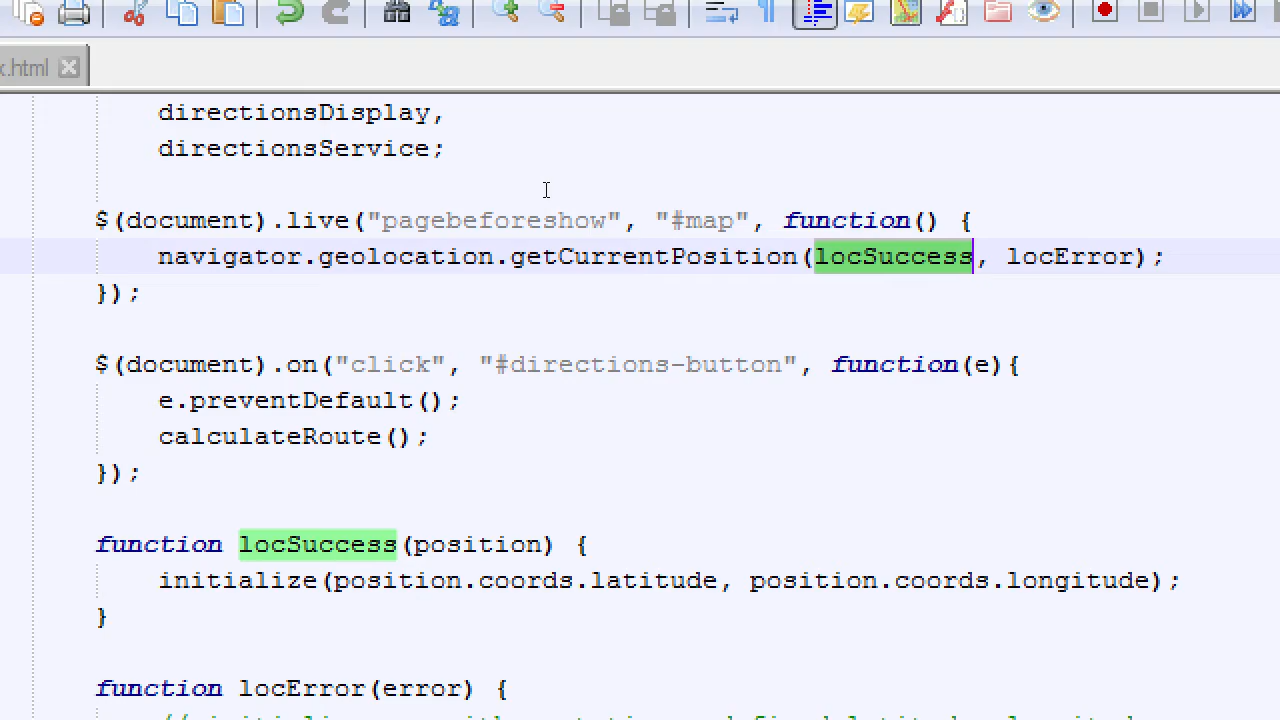 x.html
directionsDisplay,
directionsService;
$(document).live("pagebeforeshow", "#map", function() {
navigator.geolocation.getCurrentPosition(locSuccess, locError);
});
$(document).on("click", "#directions-button", function(e){
e.preventDefault();
calculateRoute();
});
function locSuccess(position) {
initialize(position.coords.latitude, position.coords.longitude);
}
function locError(error) {